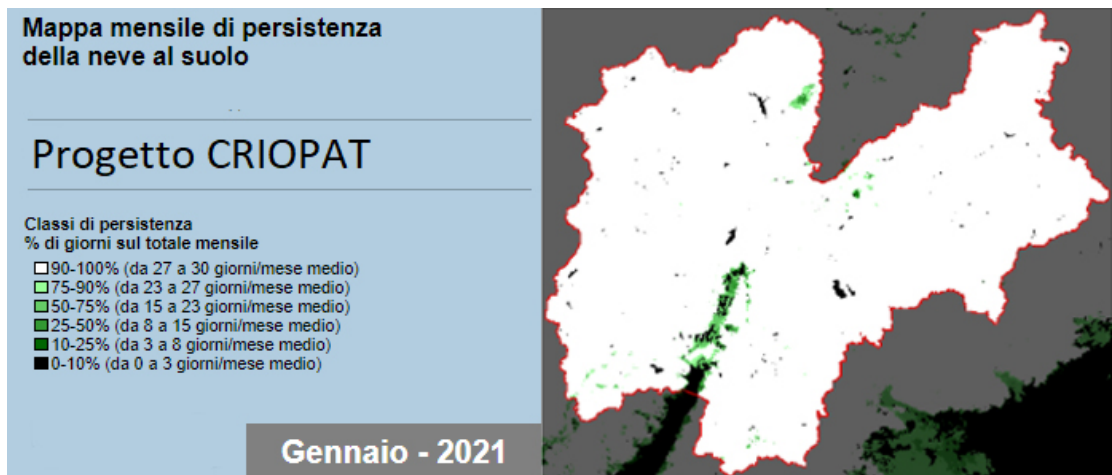 Mappa mensile di persistenza
della neve al suolo
Progetto CRIOPAT
Classi di persistenza
% di giorni sul totale mensile
90-100% (da 27 a 30 giorni/mese medio)
75-90% (da 23 a 27 giorni/mese medio)
50-75% (da 15 a 23 giorni/mese medio)
25-50% (da 8 a 15 giorni/mese medio)
10-25% (da 3 a 8 giorni/mese medio)
0-10% (da 0 a 3 giorni/mese medio)
Gennaio - 2021